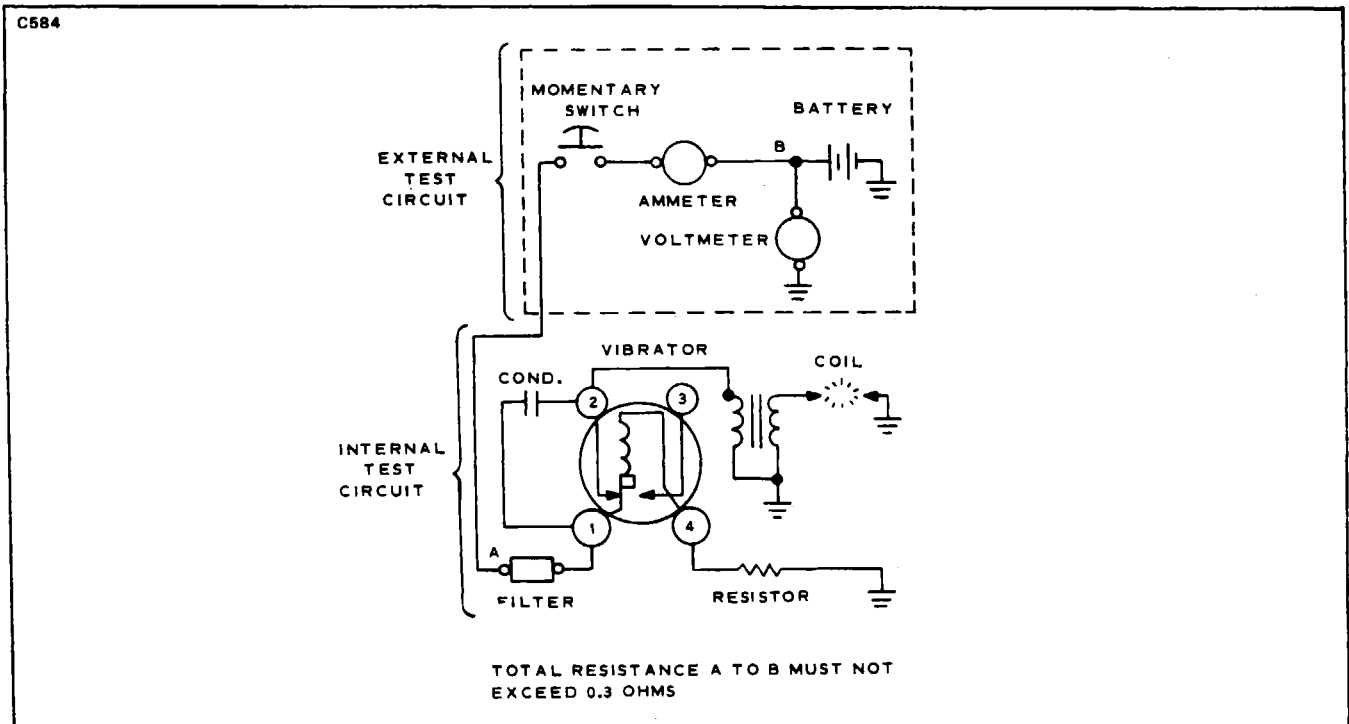 C584
MOMENTARY
SWITCH
BATTERY
B
EXTERNAL
TEST
CIRCUIT
AMMETER
VOLTMETER
VIBRATOR
COIL
COND.
2
3
INTERNAL
TEST
CIRCUIT
1
4
A
FILTER
RESISTOR
TOTAL RESISTANCE A TO B MUST NOT
EXCEED 0.3 OHMS